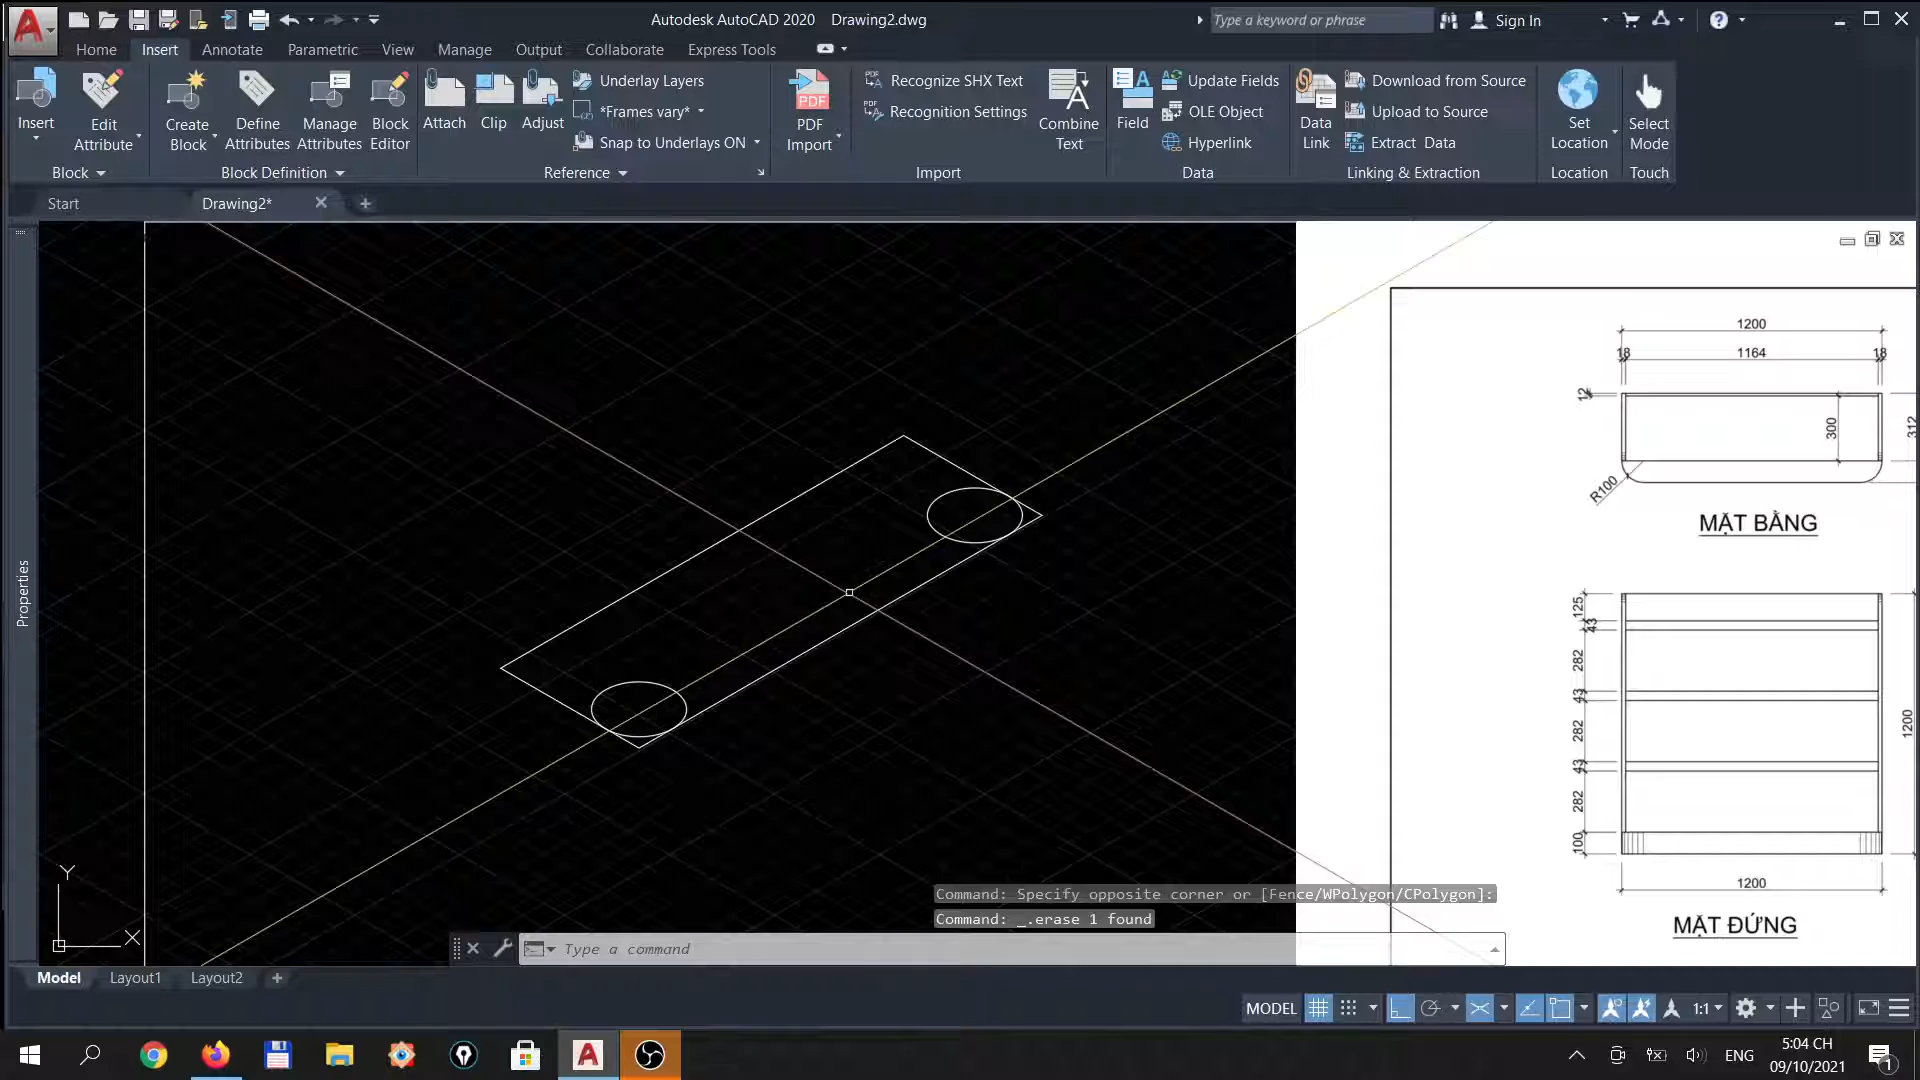 Autodesk AutoCAD 2020 Drawing2.dwg
Type a keyword or phrase
Sign In
Home Insert Annotate Parametric View Manage Output Collaborate Express Tools
Insert
Edit
Attribute
Block
Create
Block
Define
Attributes
Manage
Attributes
Block
Editor
Block Definition
Attach
Clip
Adjust
Underlay Layers
*Frames vary*
Snap to Underlays ON
Reference
PDF
PDF
Import
PDF
Recognize SHX Text
PDF
Recognition Settings
Combine
Text
Import
Field
Update Fields
OLE Object
Hyperlink
Data
Data
Link
Download from Source
Upload to Source
Extract Data
Linking & Extraction
Set
Location
Location
Select
Mode
Touch
Start
Drawing2*
Properties
1200
18
1164
18
12
300
312
R100
MẶT BẰNG
125
43
282
43
282
43
282
100
1200
1200
MẶT ĐỨNG
Y
X
Command: Specify opposite corner or [Fence/WPolygon/CPolygon]:
Command: _.erase 1 found
Type a command
Model Layout1 Layout2
MODEL
1:1
ENG
5:04 CH
09/10/2021
1